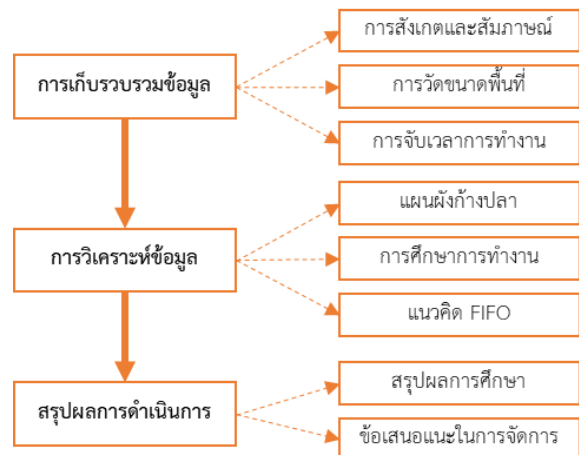 การเก็บรวบรวมข้อมูล
การสังเกตและสัมภาษณ์
การวัดขนาดพื้นที่
การจับเวลาการทำงาน
การวิเคราะห์ข้อมูล
แผนผังก้างปลา
การศึกษาการทำงาน
แนวคิด FIFO
สรุปผลการดำเนินการ
สรุปผลการศึกษา
ข้อเสนอแนะในการจัดการ